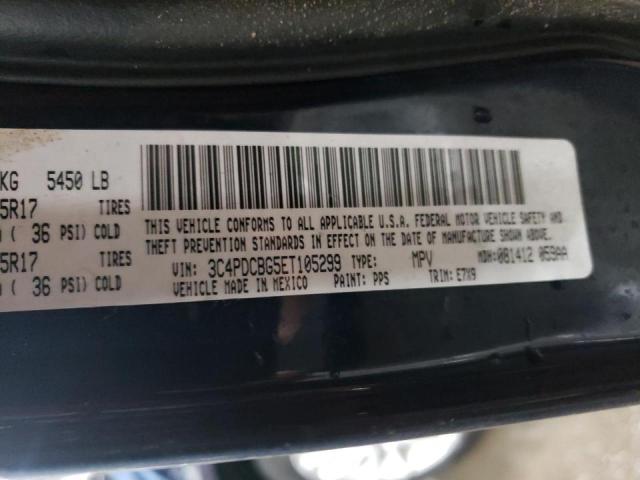 KG 5450 LB
5R17 TIRES
( 36 PSI) COLD
5R17 TIRES
( 36 PSI) COLD
THIS VEHICLE CONFORMS TO ALL APPLICABLE U.S.A. FEDERAL MOTOR VEHICLE SAFETY AND
THEFT PREVENTION STANDARDS IN EFFECT ON THE DATE OF MANUFACTURE SHOWN ABOVE.
VIN: 3C4PDCBG5ET105299 TYPE: MPV MDH: 081412 059AA
VEHICLE MADE IN MEXICO PAINT: PPS TRIM: E7X9